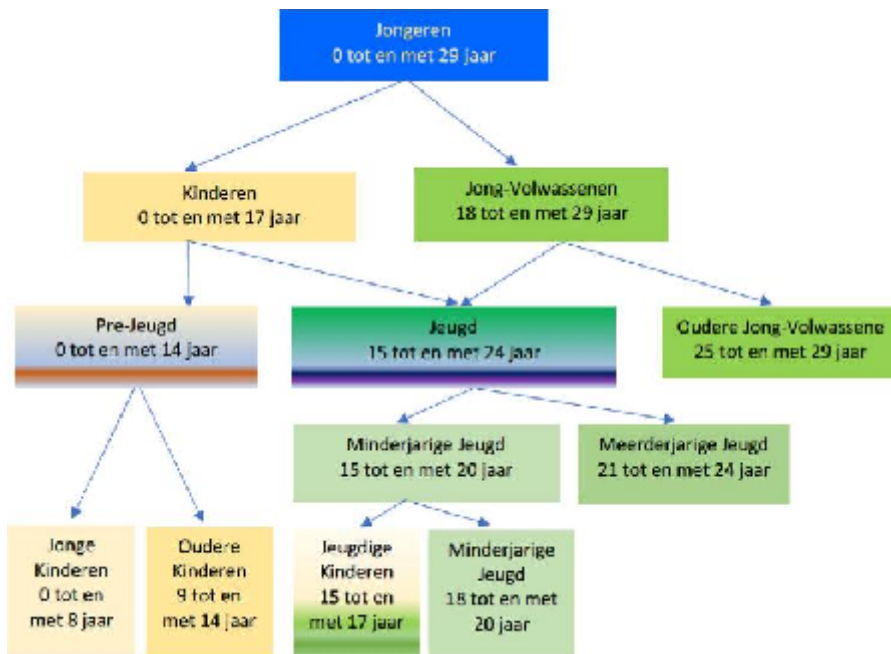 Jongeren
0 tot en met 29 jaar
Kinderen
0 tot en met 17 jaar
Jong-Volwassenen
18 tot en met 29 jaar
Pre-Jeugd
0 tot en met 14 jaar
Jeugd
15 tot en met 24 jaar
Oudere Jong-Volwassene
25 tot en met 29 jaar
Minderjarige Jeugd
15 tot en met 20 jaar
Meerderjarige Jeugd
21 tot en met 24 jaar
Jonge
Kinderen
0 tot en
met 8 jaar
Oudere
Kinderen
9 tot en
met 14 jaar
Jeugdige
Kinderen
15 tot en
met 17 jaar
Minderjarige
Jeugd
18 tot en met
20 jaar